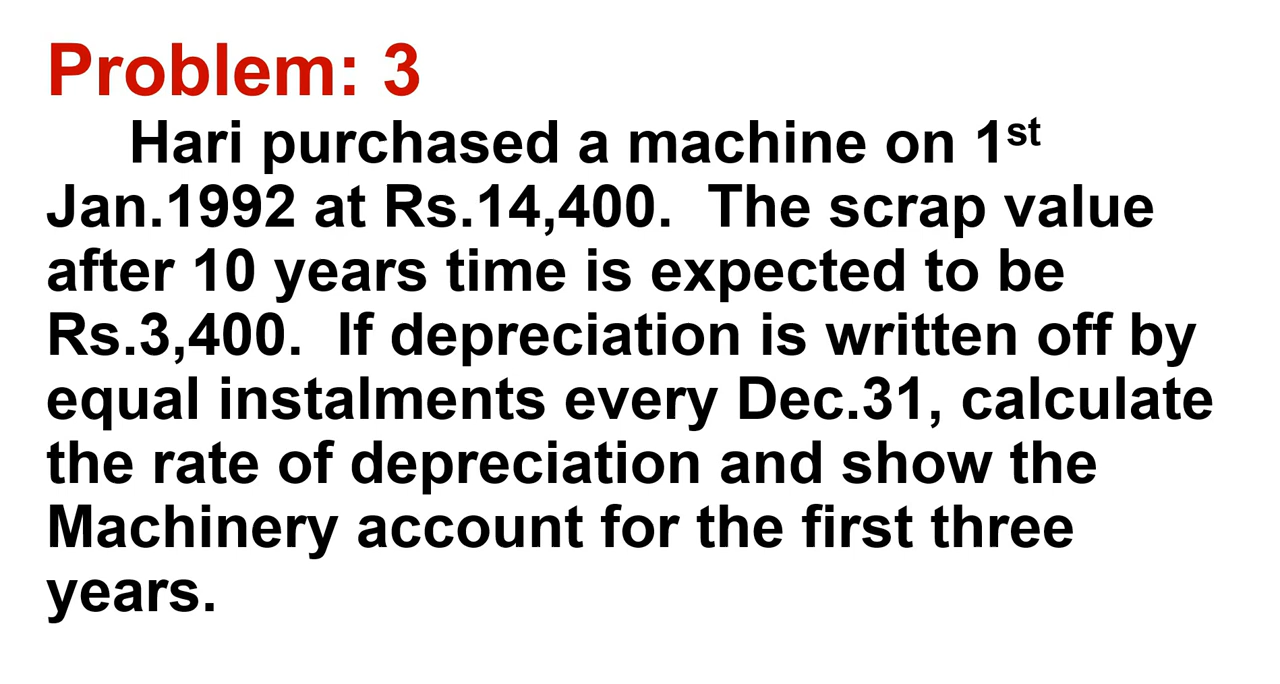 Problem: 3
Hari purchased a machine on 1st
Jan.1992 at Rs.14,400.  The scrap value
after 10 years time is expected to be
Rs.3,400.  If depreciation is written off by
equal instalments every Dec.31, calculate
the rate of depreciation and show the
Machinery account for the first three
years.